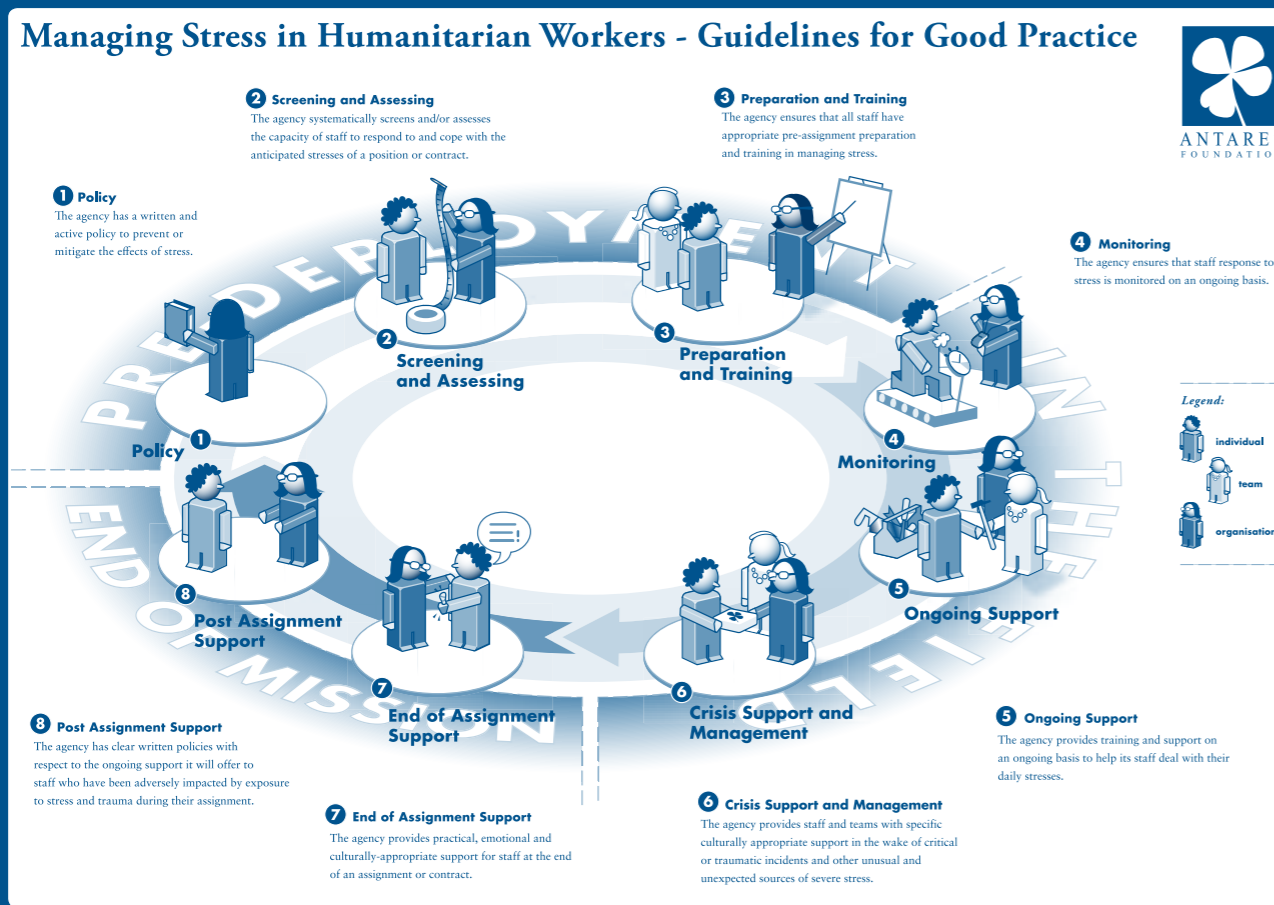 Managing Stress in Humanitarian Workers - Guidelines for Good Practice
ANTARE
FOUNDATIO
2 Screening and Assessing
The agency systematically screens and/or assesses
the capacity of staff to respond to and cope with the
anticipated stresses of a position or contract.
3 Preparation and Training
The agency ensures that all staff have
appropriate pre-assignment preparation
and training in managing stress.
1 Policy
The agency has a written and
active policy to prevent or
mitigate the effects of stress.
4 Monitoring
The agency ensures that staff response to
stress is monitored on an ongoing basis.
PRE DEPLOYMENT
IN THE FIELD
END OF MISSION
1
Policy
2
Screening
and Assessing
3
Preparation
and Training
4
Monitoring
5
Ongoing Support
6
Crisis Support and
Management
7
End of Assignment
Support
8
Post Assignment
Support
!
Legend:
individual
team
organisation
8 Post Assignment Support
The agency has clear written policies with
respect to the ongoing support it will offer to
staff who have been adversely impacted by exposure
to stress and trauma during their assignment.
7 End of Assignment Support
The agency provides practical, emotional and
culturally-appropriate support for staff at the end
of an assignment or contract.
6 Crisis Support and Management
The agency provides staff and teams with specific
culturally appropriate support in the wake of critical
or traumatic incidents and other unusual and
unexpected sources of severe stress.
5 Ongoing Support
The agency provides training and support on
an ongoing basis to help its staff deal with their
daily stresses.